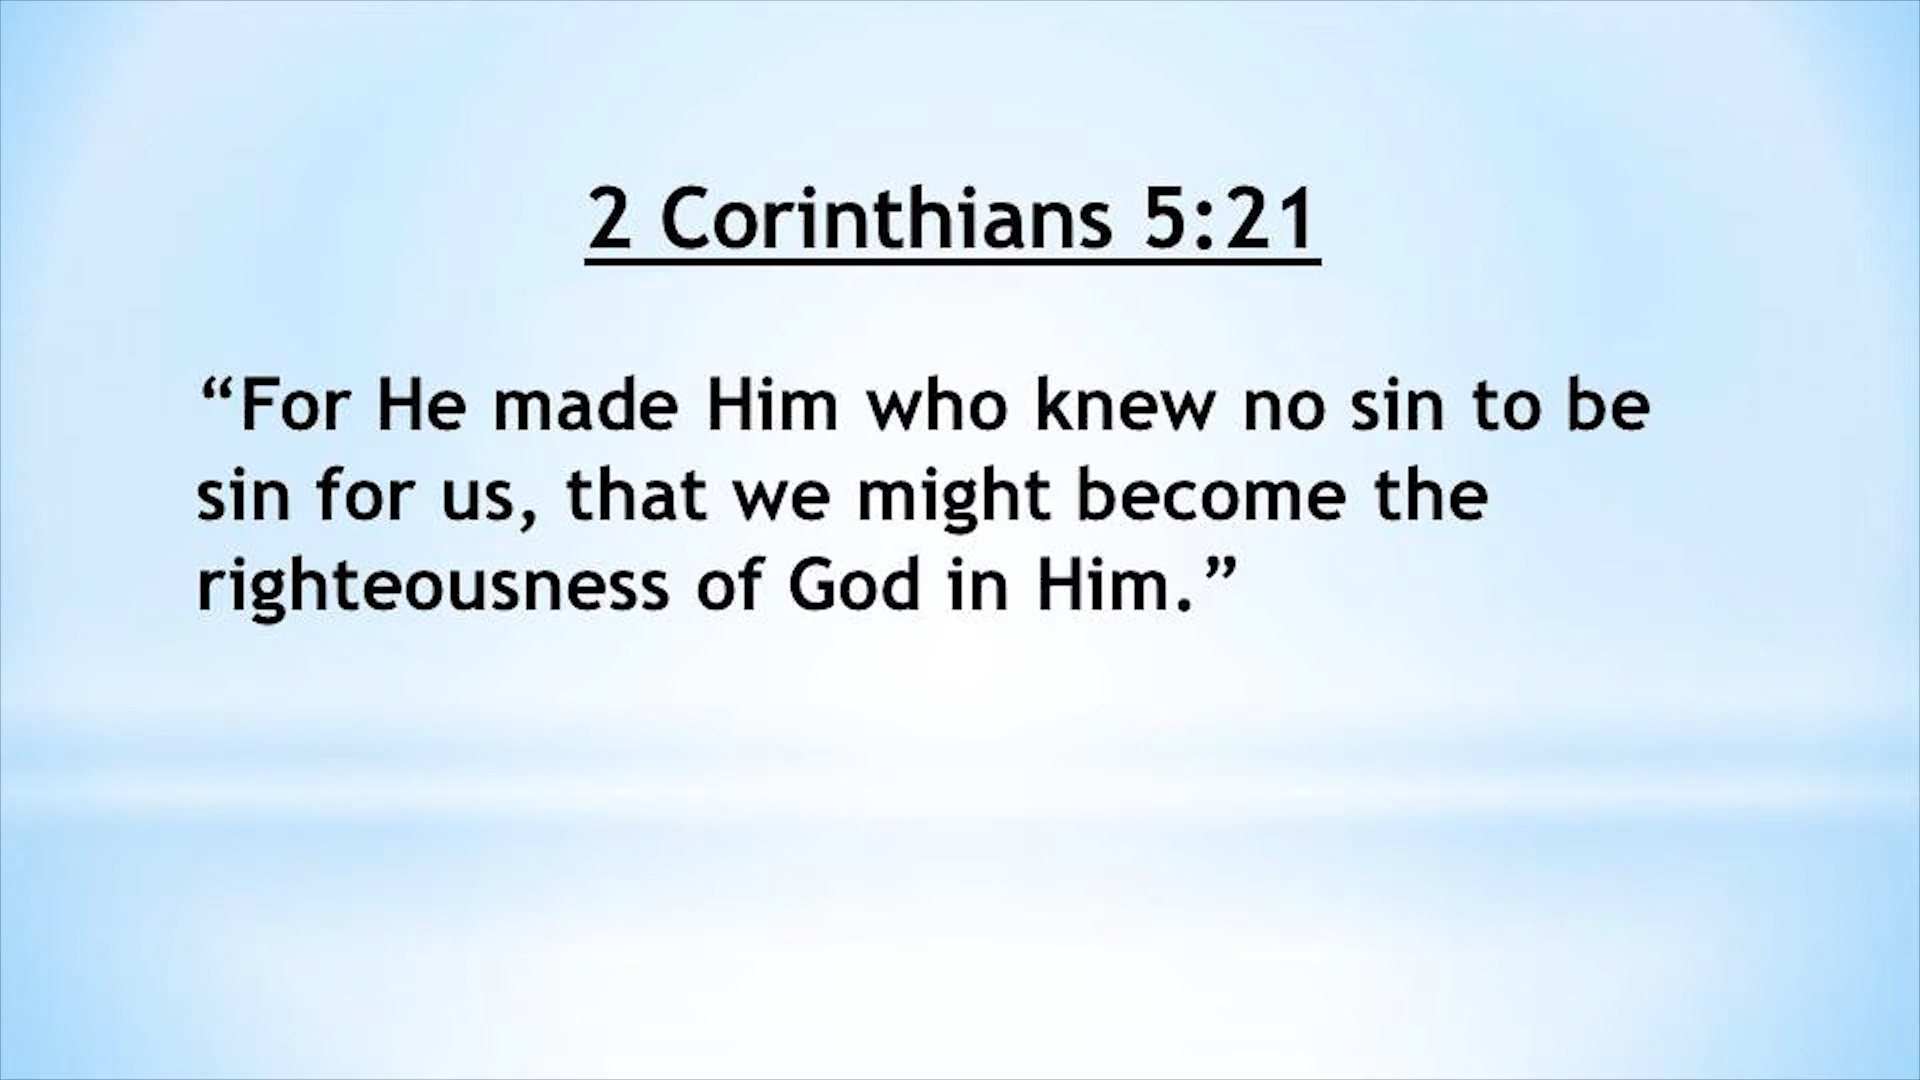 2 Corinthians 5:21
“For He made Him who knew no sin to be
sin for us, that we might become the
righteousness of God in Him.”